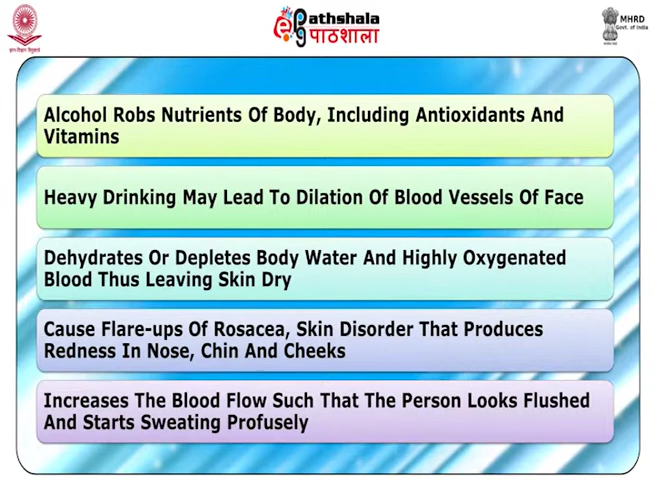 ePG Pathshala
पाठशाला
MHRD
Govt. of India
Alcohol Robs Nutrients Of Body, Including Antioxidants And
Vitamins
Heavy Drinking May Lead To Dilation Of Blood Vessels Of Face
Dehydrates Or Depletes Body Water And Highly Oxygenated
Blood Thus Leaving Skin Dry
Cause Flare-ups Of Rosacea, Skin Disorder That Produces
Redness In Nose, Chin And Cheeks
Increases The Blood Flow Such That The Person Looks Flushed
And Starts Sweating Profusely